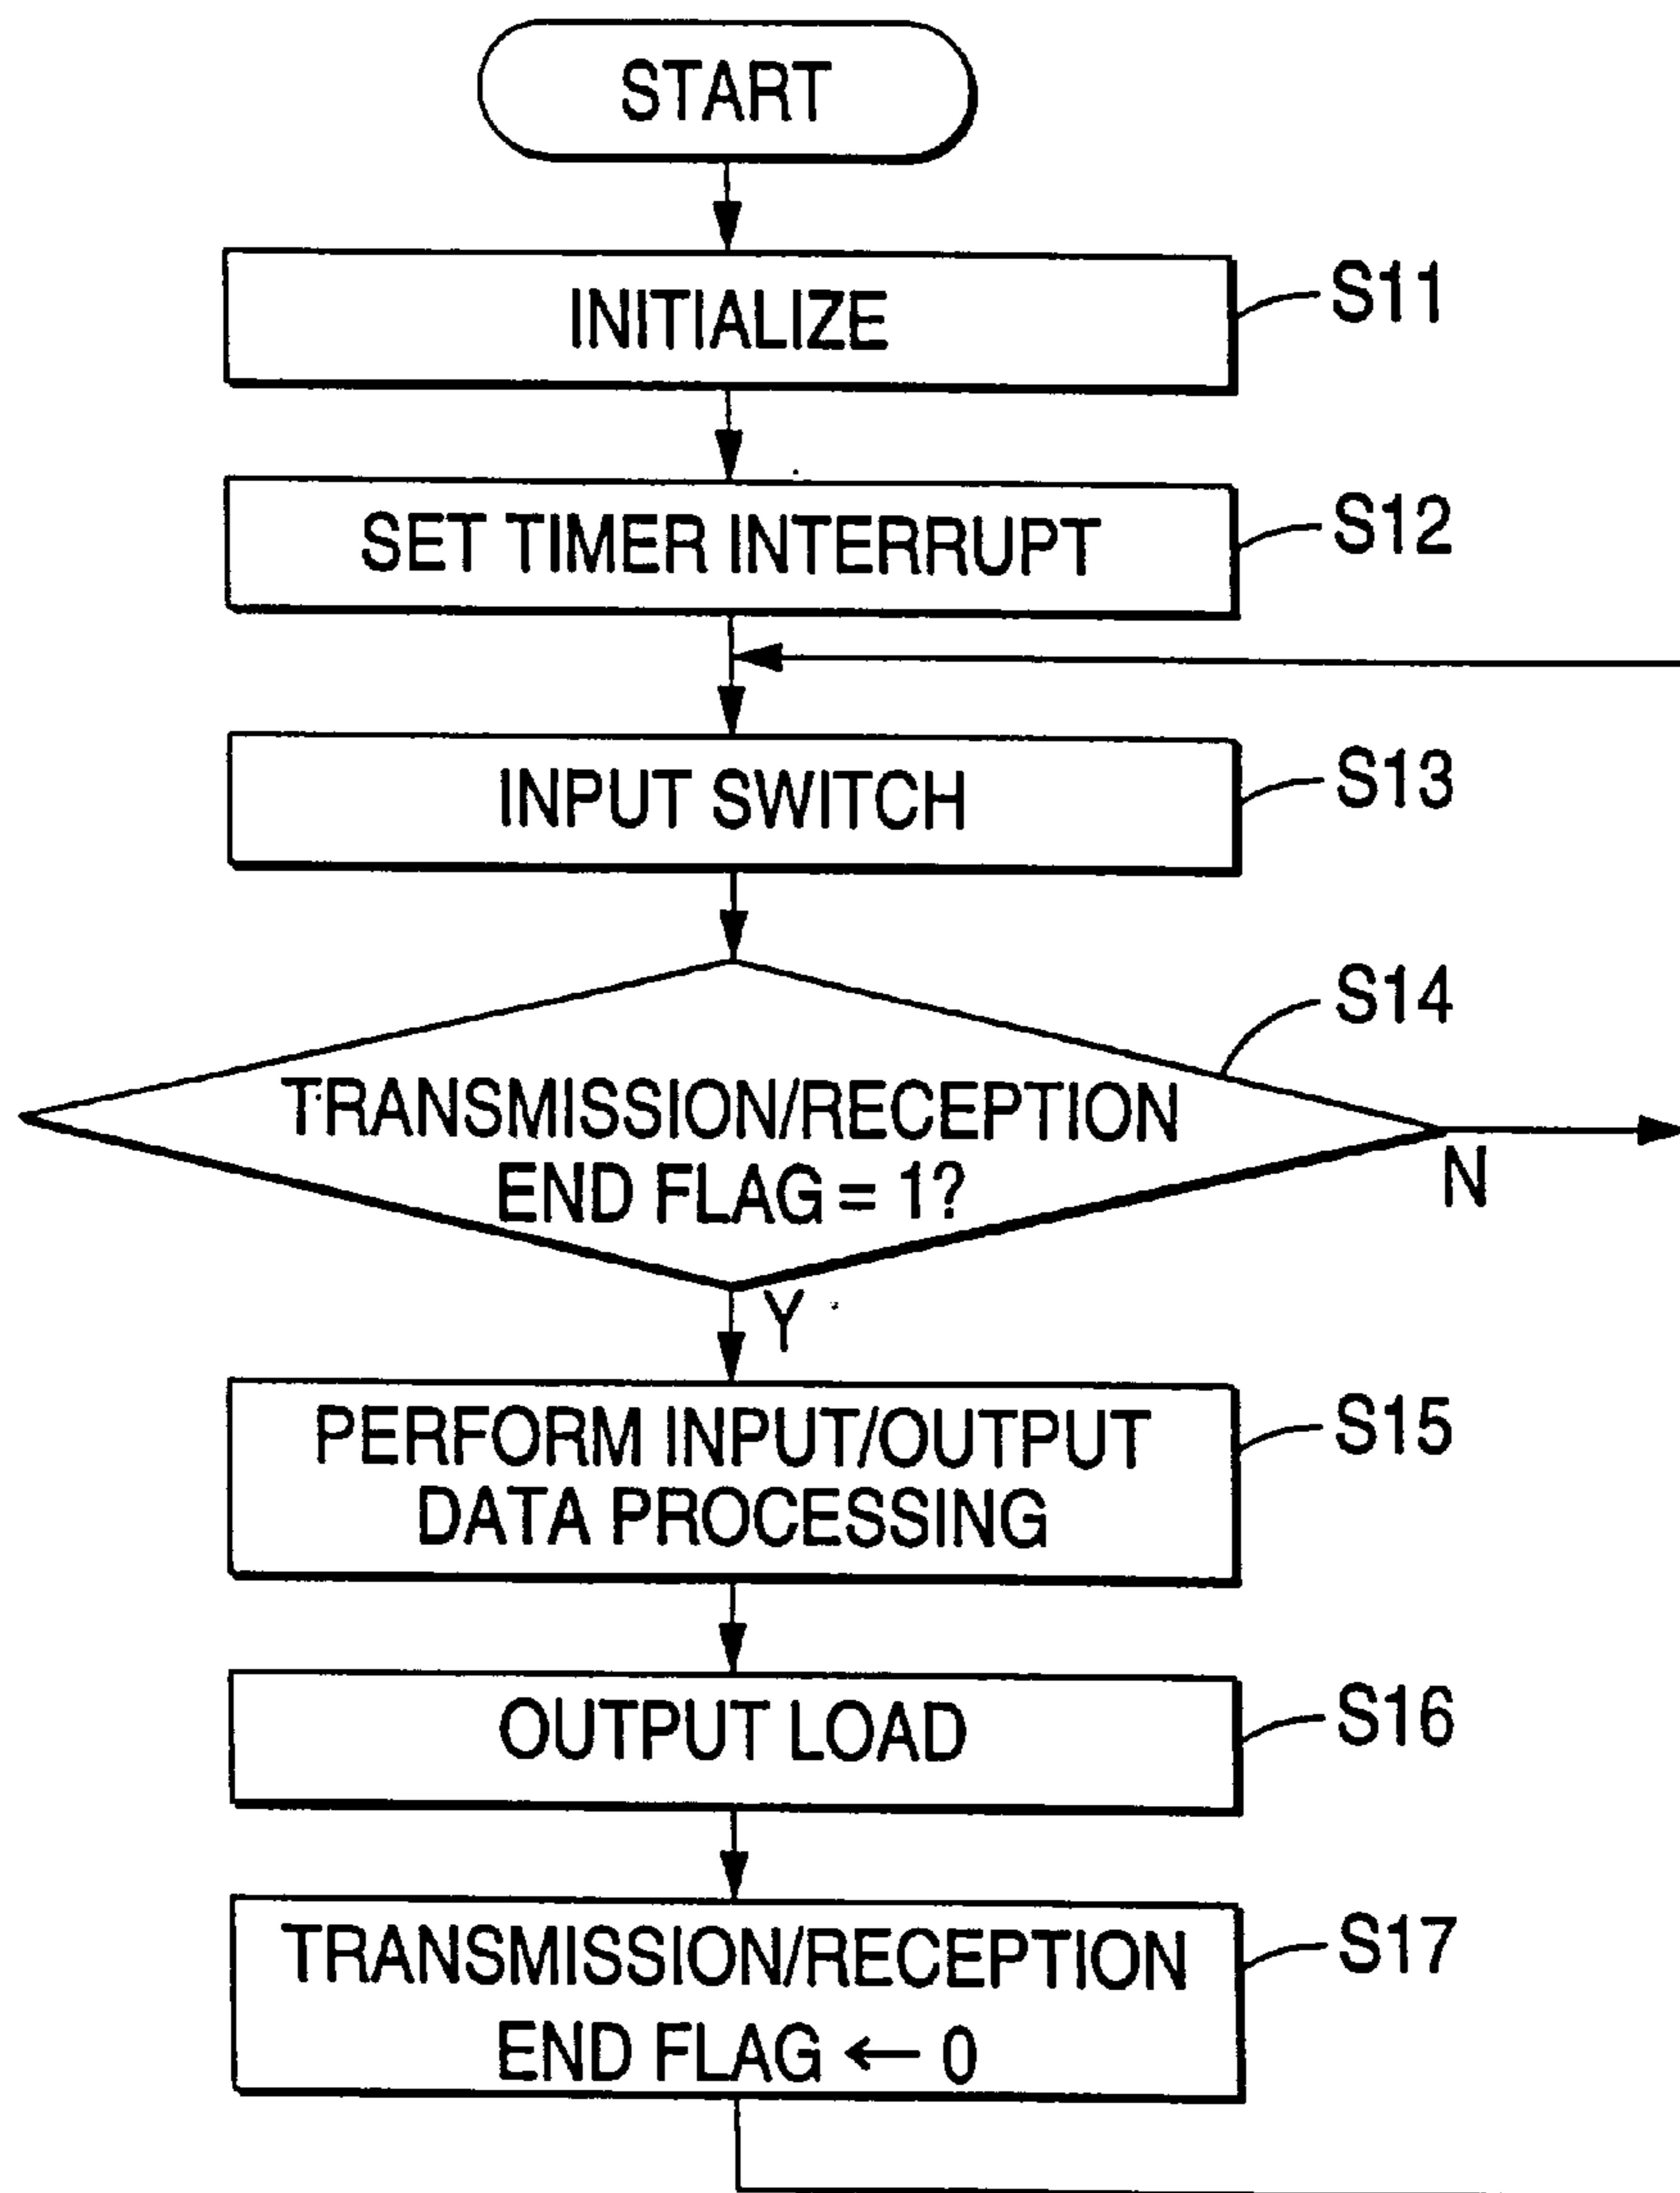 START
INITIALIZE
S11
SET TIMER INTERRUPT
S12
INPUT SWITCH
S13
S14
TRANSMISSION/RECEPTION
END FLAG = 1?
N
Y
PERFORM INPUT/OUTPUT
DATA PROCESSING
S15
OUTPUT LOAD
S16
TRANSMISSION/RECEPTION
END FLAG ← 0
S17